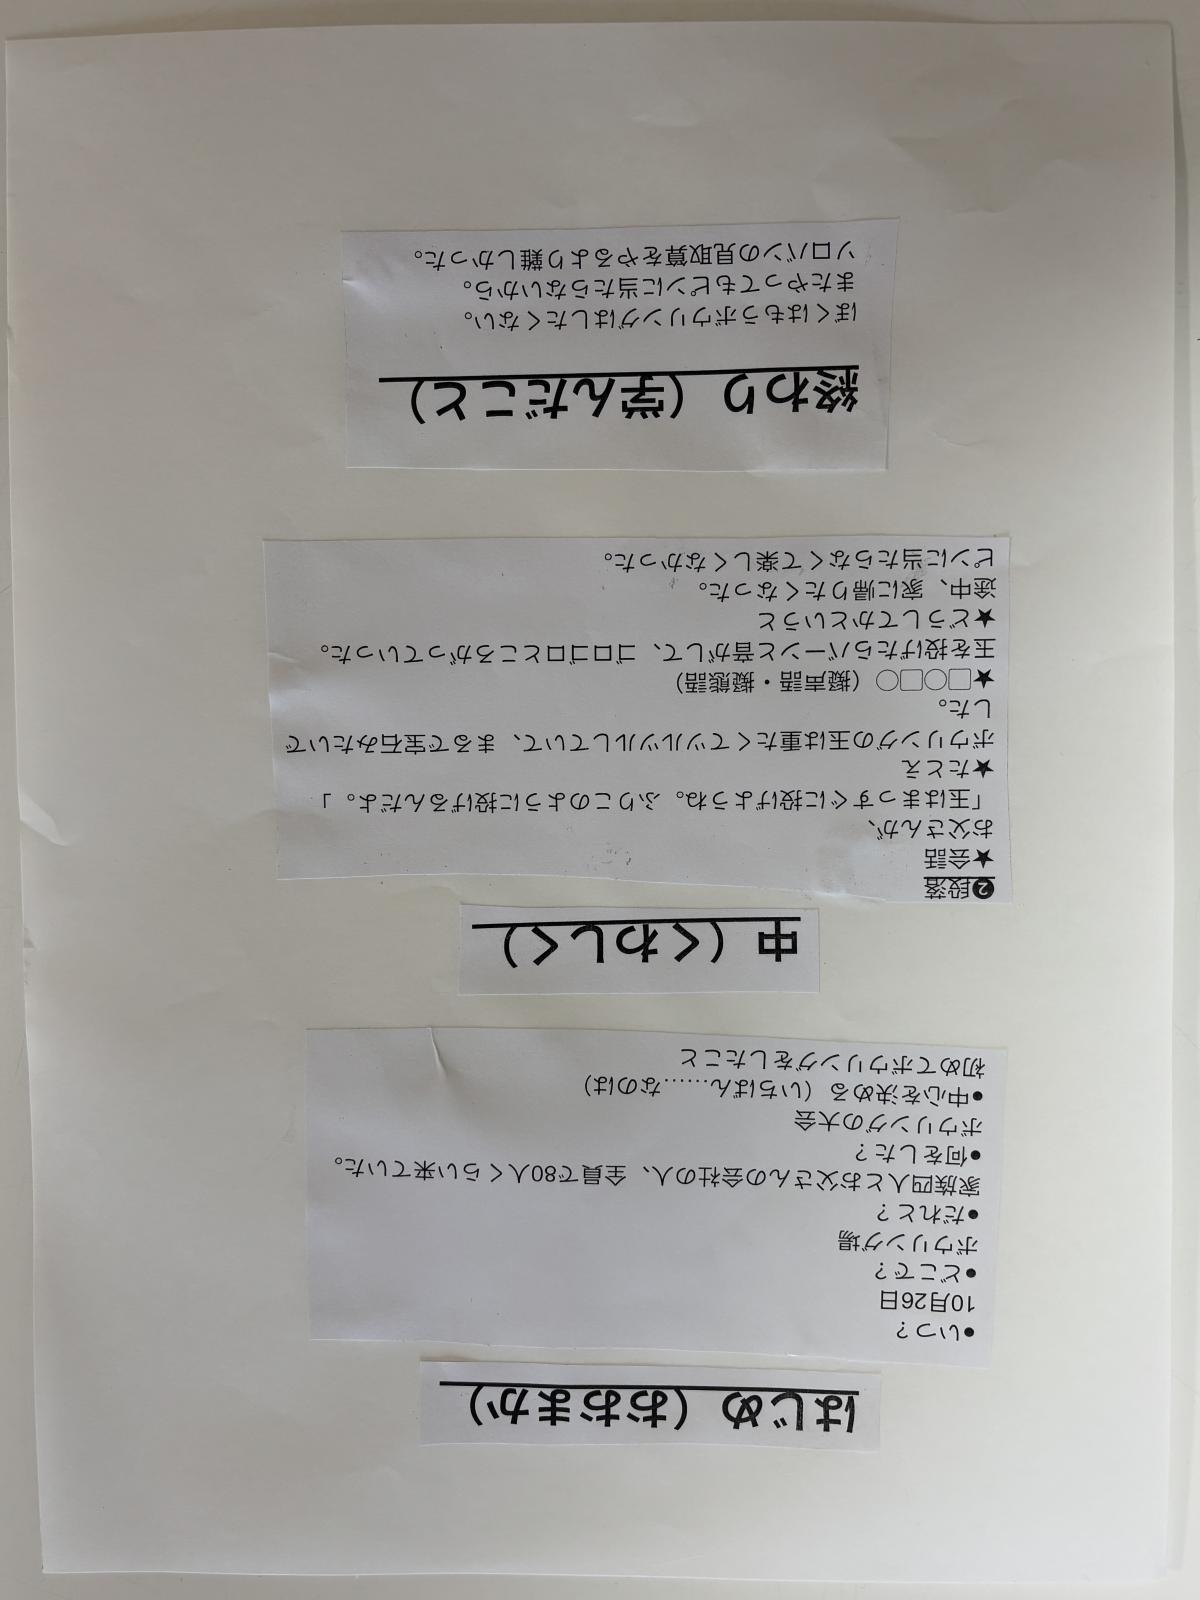 はじめ（おおまか）
●いつ？
10月26日
●どこで？
ボウリング場
●だれと？
家族四人とお父さんの会社の人、全員で80人くらい来ていた。
●何をした？
ボウリングの大会
●中心を決める（いちばん……なのは）
初めてボウリングをしたこと
中（くわしく）
❷段落
★会話
お父さんが、
「玉はまっすぐに投げようね。ふりこのように投げるんだよ。」
★たとえ
ボウリングの玉は重たくてツルツルしていて、まるで宝石みたいで
した。
★□○□○（擬声語・擬態語）
玉を投げたらバーンと音がして、ゴロゴロところがっていった。
★どうしてかというと
途中、家に帰りたくなった。
ピンに当たらなくて楽しくなかった。
終わり（学んだこと）
ぼくはもうボウリングはしたくない。
またやってもピンに当たらないから。
ソロバンの見取算をやるより難しかった。